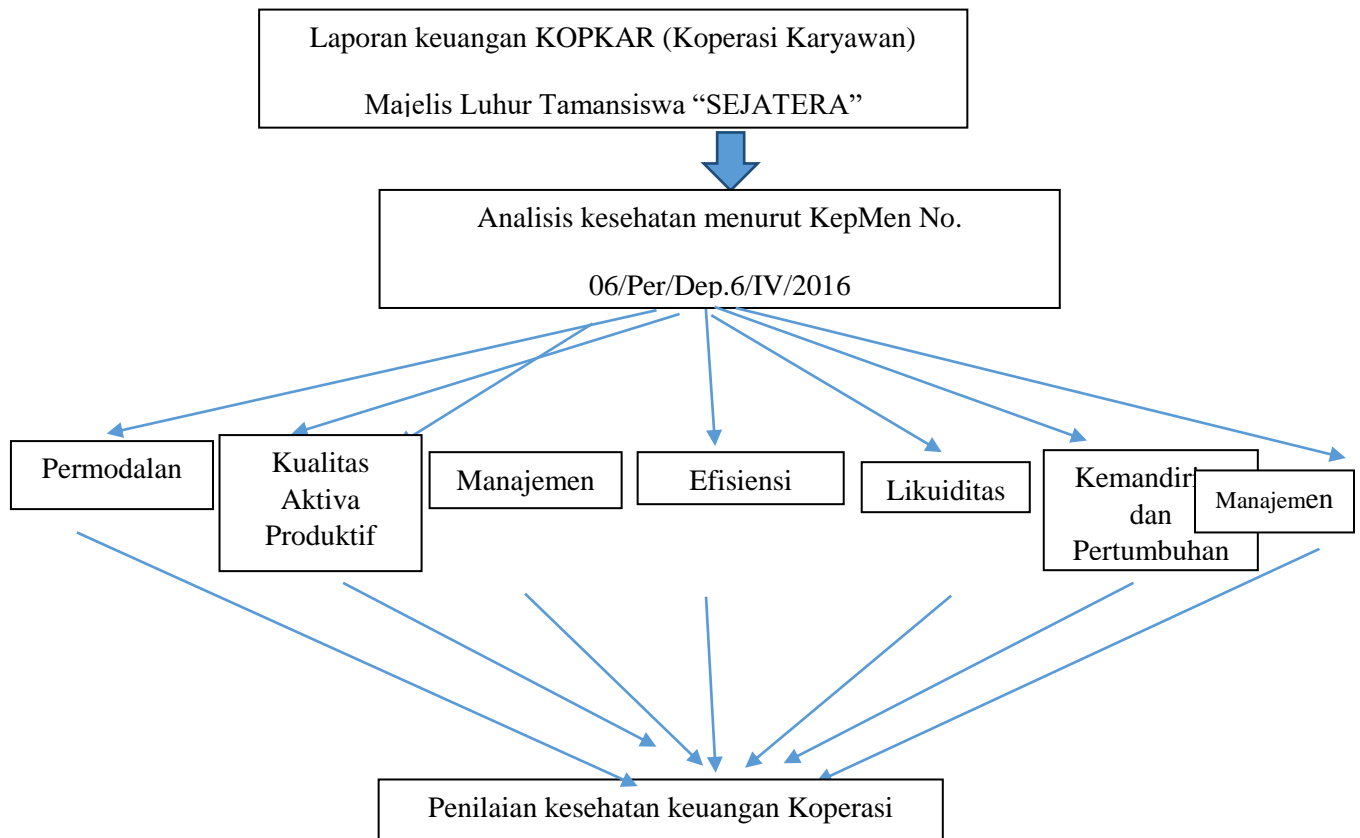 Laporan keuangan KOPKAR (Koperasi Karyawan)
Majelis Luhur Tamansiswa “SEJATERA”
Analisis kesehatan menurut KepMen No.
06/Per/Dep.6/IV/2016
Permodalan
Kualitas
Aktiva
Produktif
Manajemen
Efisiensi
Likuiditas
Kemandiri
dan
Pertumbuhan
Manajemen
Penilaian kesehatan keuangan Koperasi